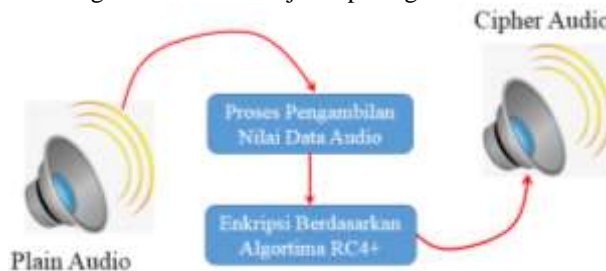 Cipher Audio
Proses Pengambilan
Nilai Data Audio
Enkripsi Berdasarkan
Algortima RC4+
Plain Audio